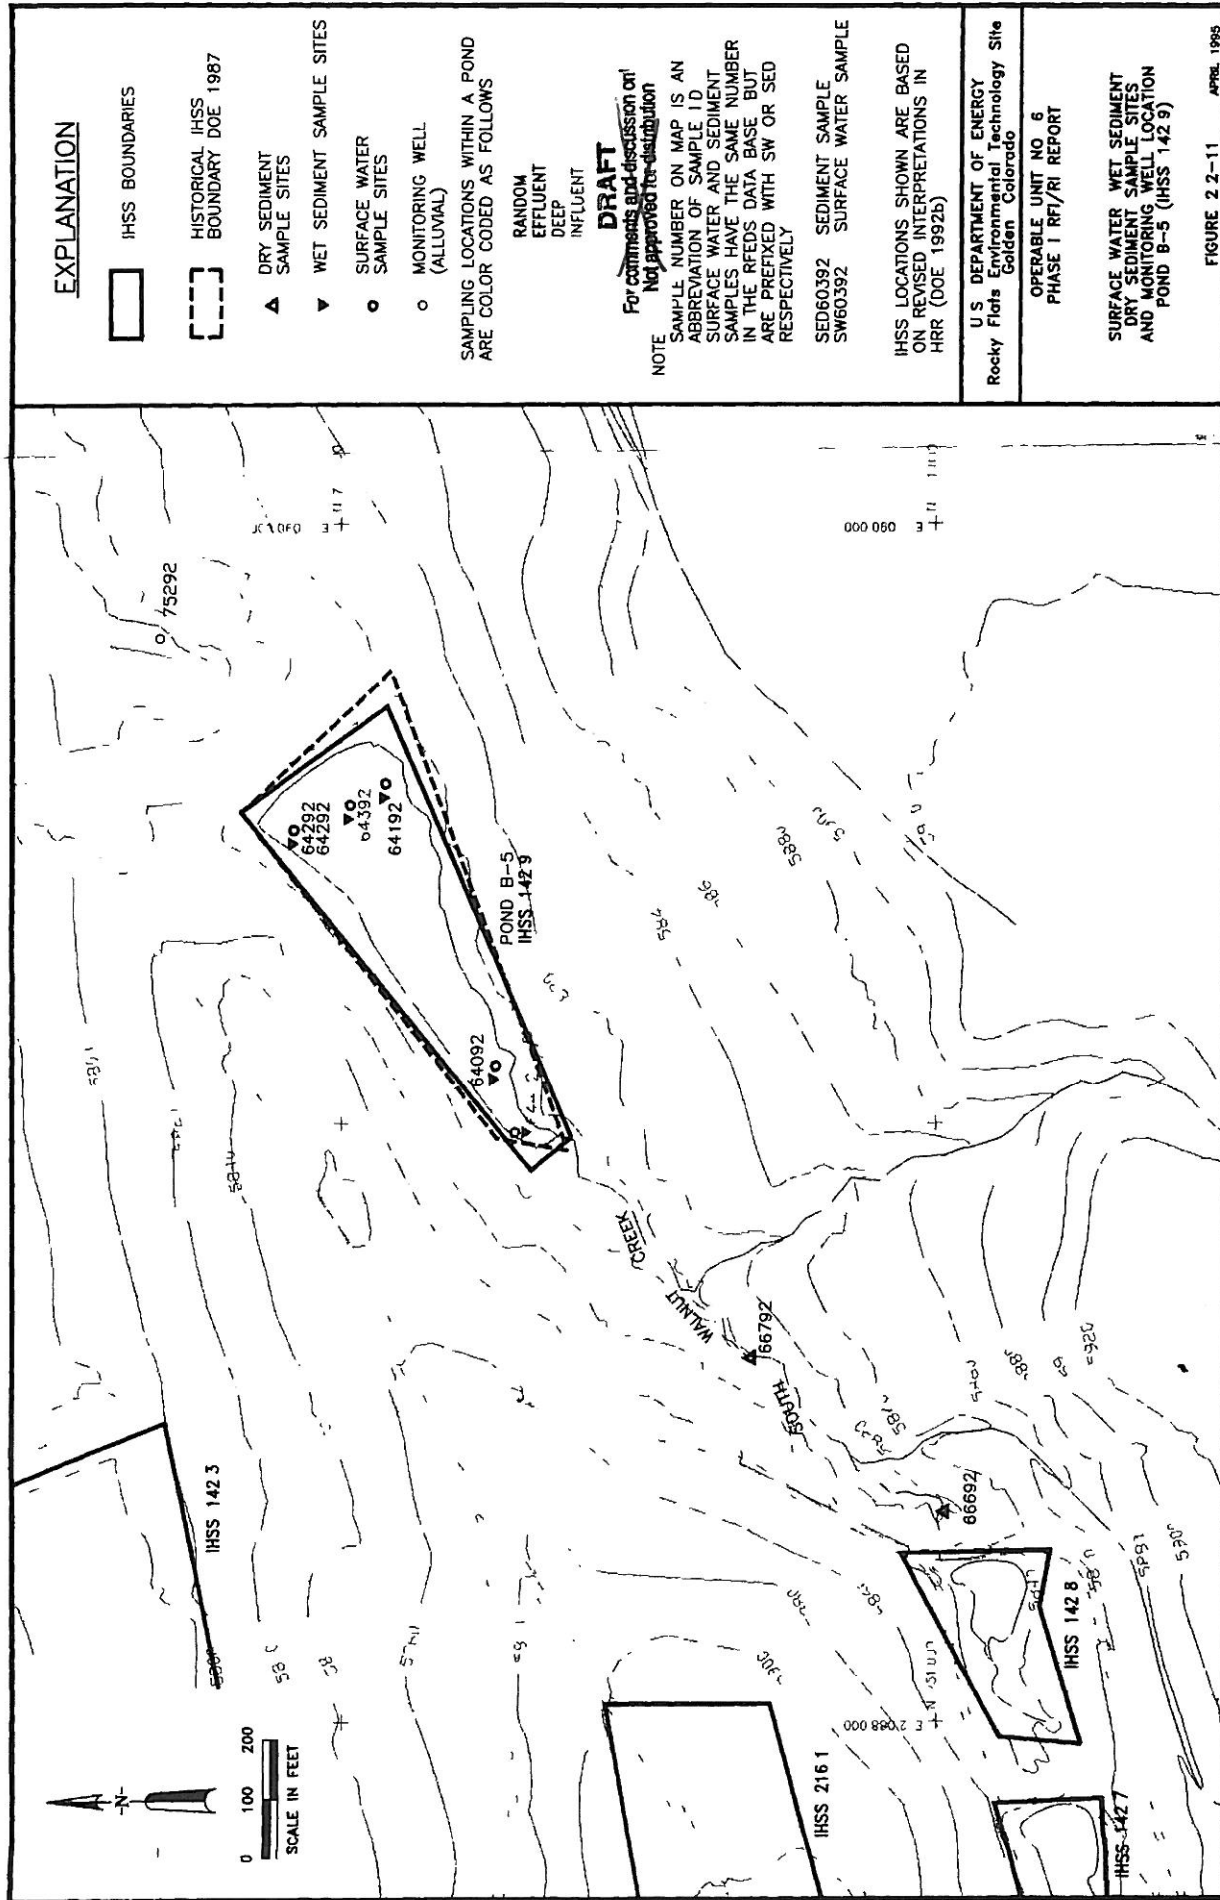 EXPLANATION
IHSS BOUNDARIES
HISTORICAL IHSS
BOUNDARY DOE 1987
DRY SEDIMENT
SAMPLE SITES
WET SEDIMENT SAMPLE SITES
SURFACE WATER
SAMPLE SITES
MONITORING WELL
(ALLUVIAL)
SAMPLING LOCATIONS WITHIN A POND
ARE COLOR CODED AS FOLLOWS
RANDOM
EFFLUENT
DEEP
INFLUENT
DRAFT
For comments and discussion on
Not approved for distribution
NOTE
SAMPLE NUMBER ON MAP IS AN
ABBREVIATION OF SAMPLE I D
SURFACE WATER AND SEDIMENT
SAMPLES HAVE THE SAME NUMBER
IN THE RFEDS DATA BASE BUT
ARE PREFIXED WITH SW OR SED
RESPECTIVELY
SED60392 SEDIMENT SAMPLE
SW60392 SURFACE WATER SAMPLE
IHSS LOCATIONS SHOWN ARE BASED
ON REVISED INTERPRETATIONS IN
HRR (DOE 1992b)
U S DEPARTMENT OF ENERGY
Rocky Flats Environmental Technology Site
Golden Colorado
OPERABLE UNIT NO 6
PHASE I RFI/RI REPORT
SURFACE WATER WET SEDIMENT
DRY SEDIMENT SAMPLE SITES
AND MONITORING WELL LOCATION
POND B-5 (IHSS 142 9)
FIGURE 2 2-11 APRIL 1995
-N-
0 100 200
SCALE IN FEET
IHSS 142 3
75292
64292
64292
64392
64192
POND B-5
IHSS 142 9
64092
SOUTH WALNUT CREEK
66792
66692
IHSS 142 8
IHSS 216 1
IHSS 142 7
E 2 088 000
090 000
5880
584